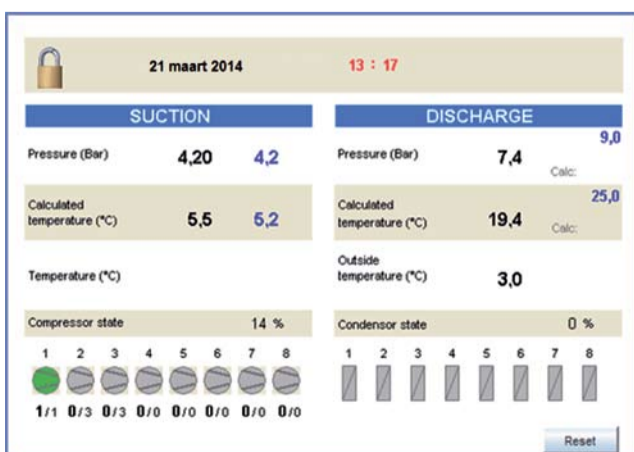 21 maart 2014 13 : 17
SUCTION
Pressure (Bar) 4,20 4,2
Calculated
temperature (°C) 5,5 5,2
Temperature (°C)
Compressor state 14 %
1 2 3 4 5 6 7 8
1/1 0/3 0/3 0/0 0/0 0/0 0/0 0/0
DISCHARGE
9,0
Pressure (Bar) 7,4 Calc:
25,0
Calculated
temperature (°C) 19,4 Calc:
Outside
temperature (°C) 3,0
Condensor state 0 %
1 2 3 4 5 6 7 8
Reset